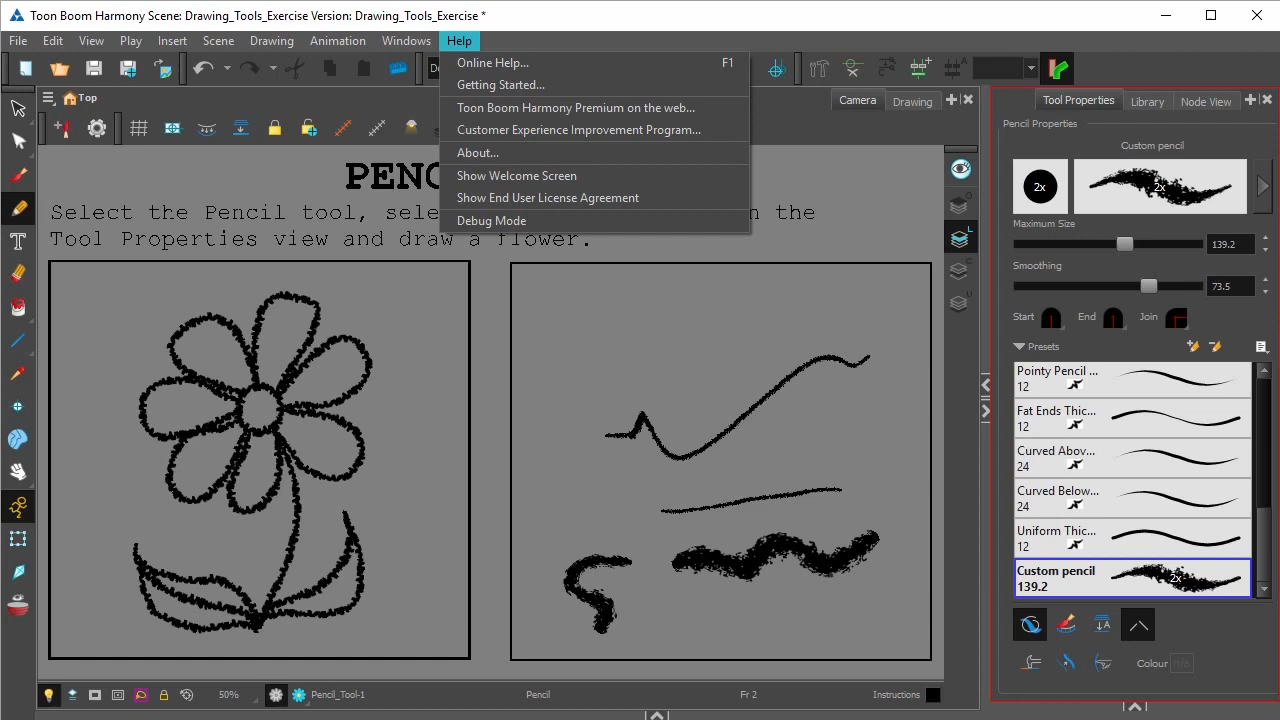 Toon Boom Harmony Scene: Drawing_Tools_Exercise Version: Drawing_Tools_Exercise *
File Edit View Play Insert Scene Drawing Animation Windows Help
Online Help... F1
Getting Started...
Toon Boom Harmony Premium on the web...
Customer Experience Improvement Program...
About...
Show Welcome Screen
Show End User License Agreement
Debug Mode
Top
Camera Drawing
Tool Properties Library Node View
Pencil Properties
Custom pencil
2x 2x
Maximum Size
139.2
Smoothing
73.5
Start End Join
Presets
Pointy Pencil ...
12
Fat Ends Thic...
12
Curved Abov...
24
Curved Below...
24
Uniform Thic...
12
Custom pencil
139.2
2x
Colour n/a
PENC
Select the Pencil tool, sele n the
Tool Properties view and draw a flower.
50% Pencil_Tool-1 Pencil Fr 2 Instructions